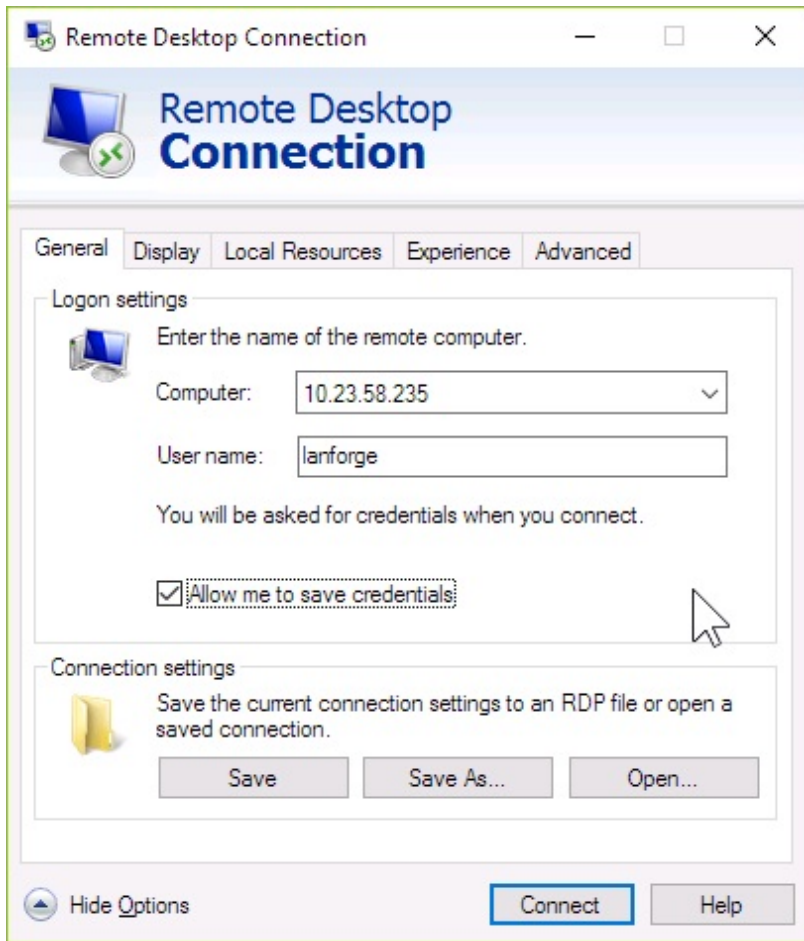 Remote Desktop Connection
Remote Desktop
Connection
General Display Local Resources Experience Advanced
Logon settings
Enter the name of the remote computer.
Computer: 10.23.58.235
User name: lanforge
You will be asked for credentials when you connect.
Allow me to save credentials
Connection settings
Save the current connection settings to an RDP file or open a
saved connection.
Save Save As... Open...
Hide Options Connect Help